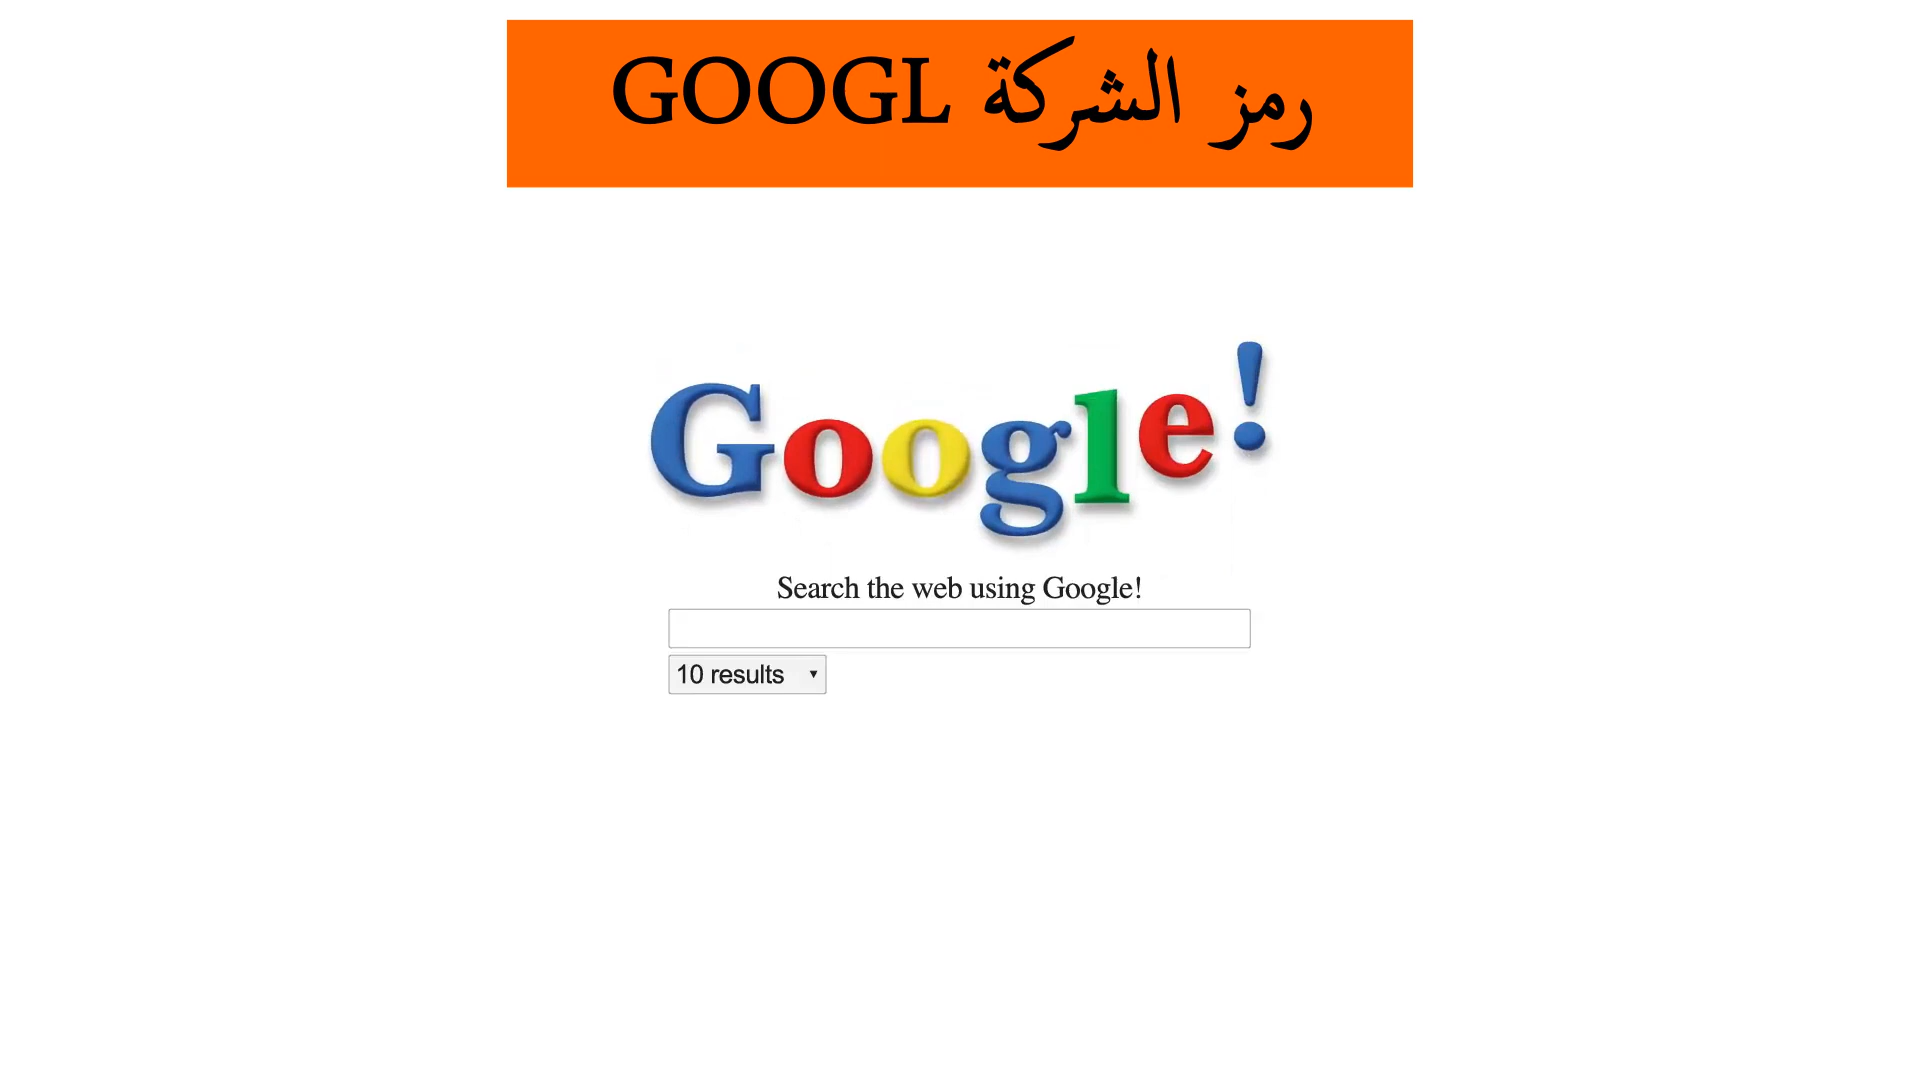 رمز الشركة GOOGL
Google!
Search the web using Google!
10 results